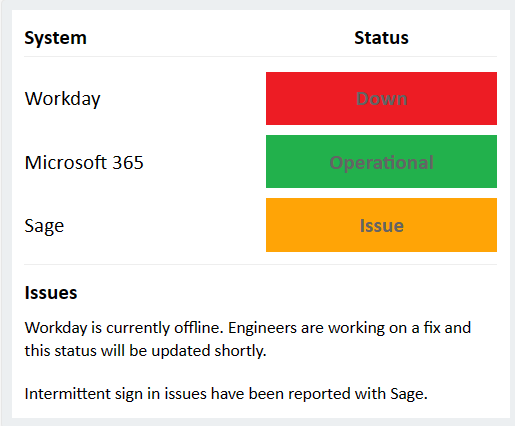 System Status
Workday Down
Microsoft 365 Operational
Sage Issue
Issues
Workday is currently offline. Engineers are working on a fix and
this status will be updated shortly.
Intermittent sign in issues have been reported with Sage.